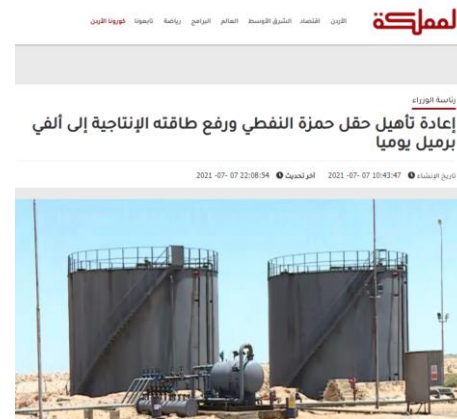 المملكة
الأردن اقتصاد الشرق الأوسط العالم البرامج رياضة تابعونا كورونا الأردن
رئاسة الوزراء
إعادة تأهيل حقل حمزة النفطي ورفع طاقته الإنتاجية إلى ألفي
برميل يوميا
تاريخ الإنشاء 10:43:47 07 -07- 2021 آخر تحديث 22:08:54 07 -07- 2021